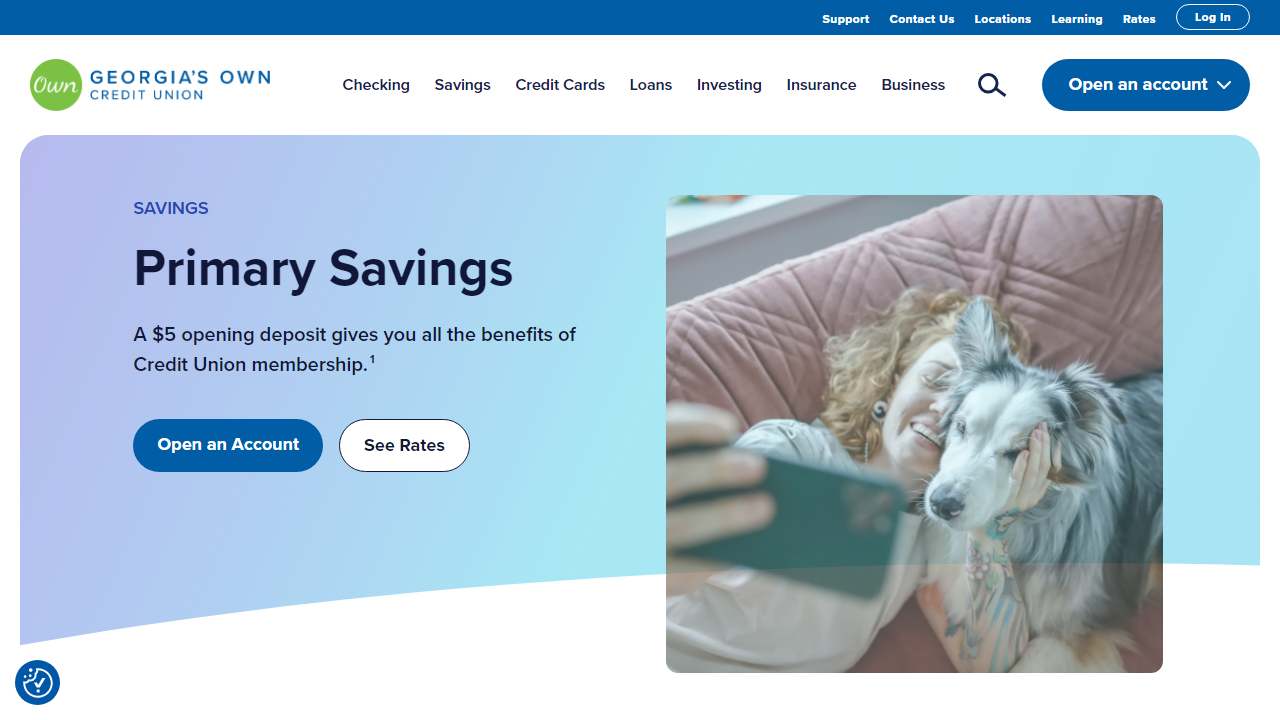 Support Contact Us Locations Learning Rates Log In
Own GEORGIA'S OWN
CREDIT UNION
Checking Savings Credit Cards Loans Investing Insurance Business Open an account
SAVINGS
Primary Savings
A $5 opening deposit gives you all the benefits of
Credit Union membership.¹
Open an Account See Rates